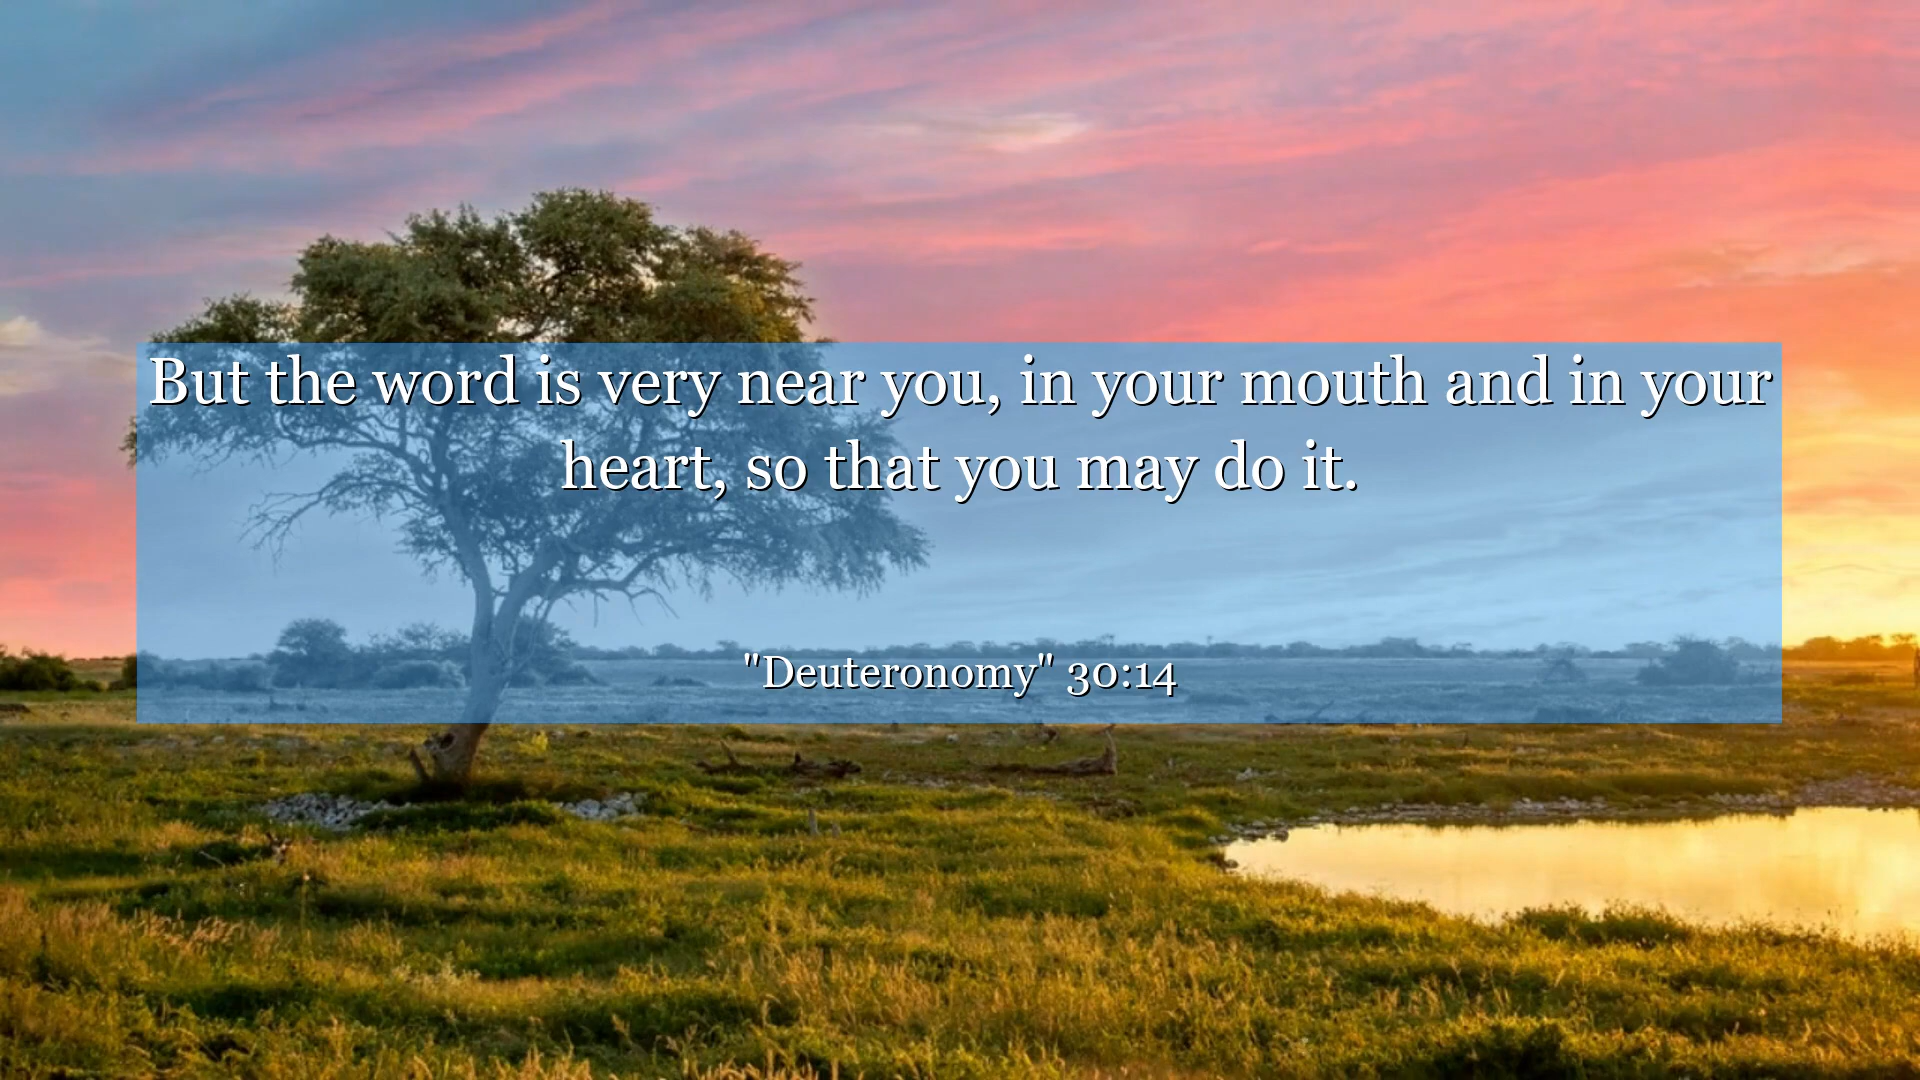 But the word is very near you, in your mouth and in your
heart, so that you may do it.
"Deuteronomy" 30:14